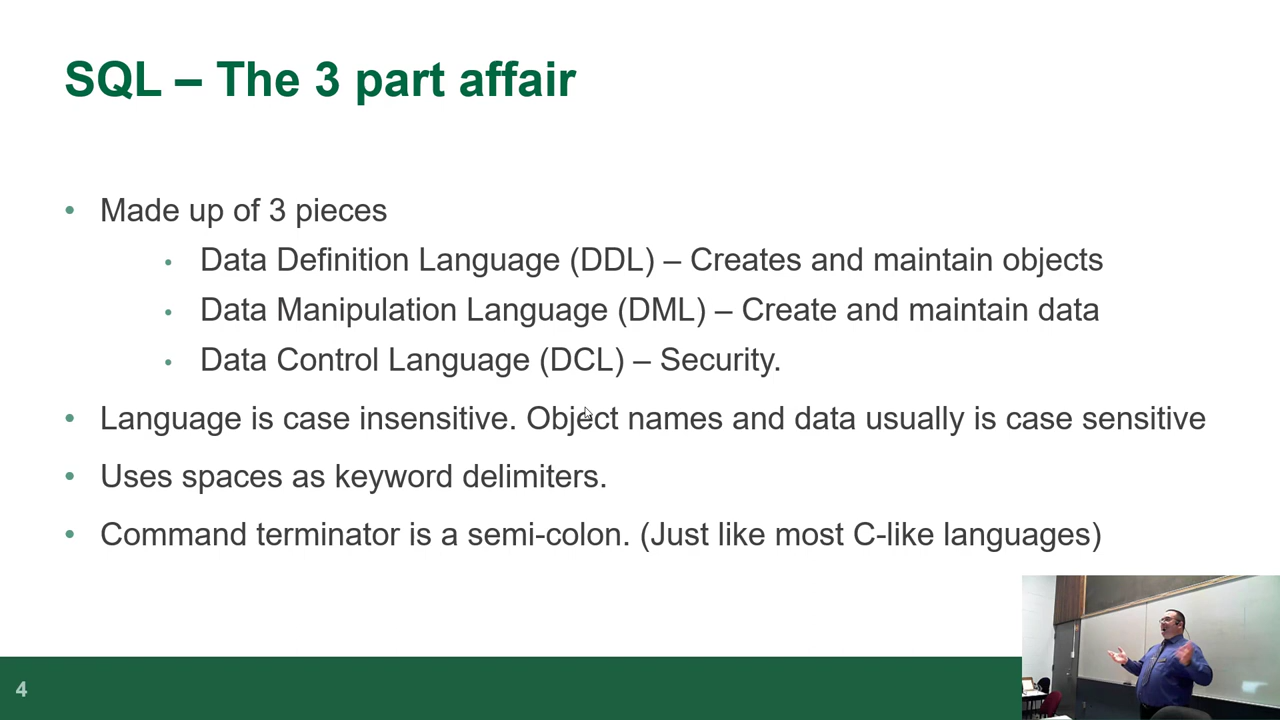 SQL – The 3 part affair
• Made up of 3 pieces
• Data Definition Language (DDL) – Creates and maintain objects
• Data Manipulation Language (DML) – Create and maintain data
• Data Control Language (DCL) – Security.
• Language is case insensitive. Object names and data usually is case sensitive
• Uses spaces as keyword delimiters.
• Command terminator is a semi-colon. (Just like most C-like languages)
4